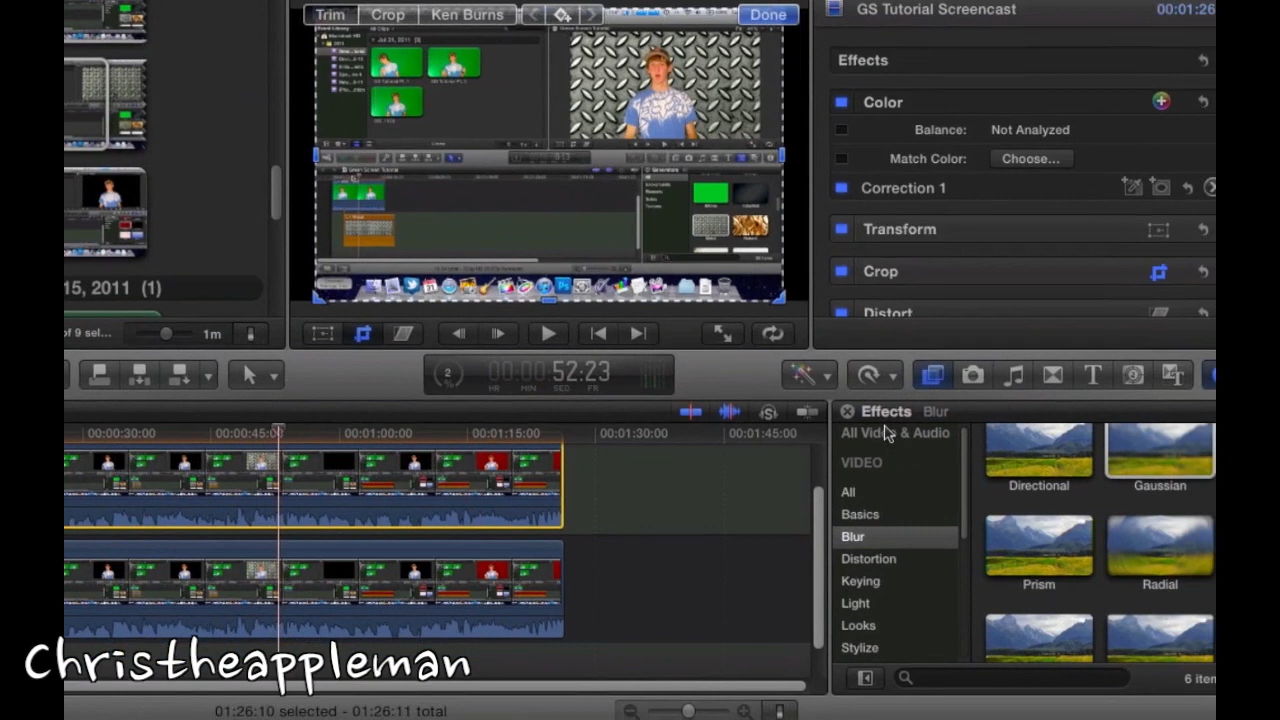 Trim Crop Ken Burns Done
GS Tutorial Screencast 00:01:26
Effects
Color
Balance: Not Analyzed
Match Color: Choose...
Correction 1
Transform
Crop
Distort
15, 2011 (1)
of 9 sel... 1m
2 00:00:52:23
HR MIN SEC FR
Effects Blur
00:00:30:00 00:00:45:00 00:01:00:00 00:01:15:00 00:01:30:00 00:01:45:00
All Video & Audio
VIDEO
All
Basics
Blur
Distortion
Keying
Light
Looks
Stylize
Directional Gaussian
Prism Radial
6 item
Christheappleman
01:26:10 selected - 01:26:11 total